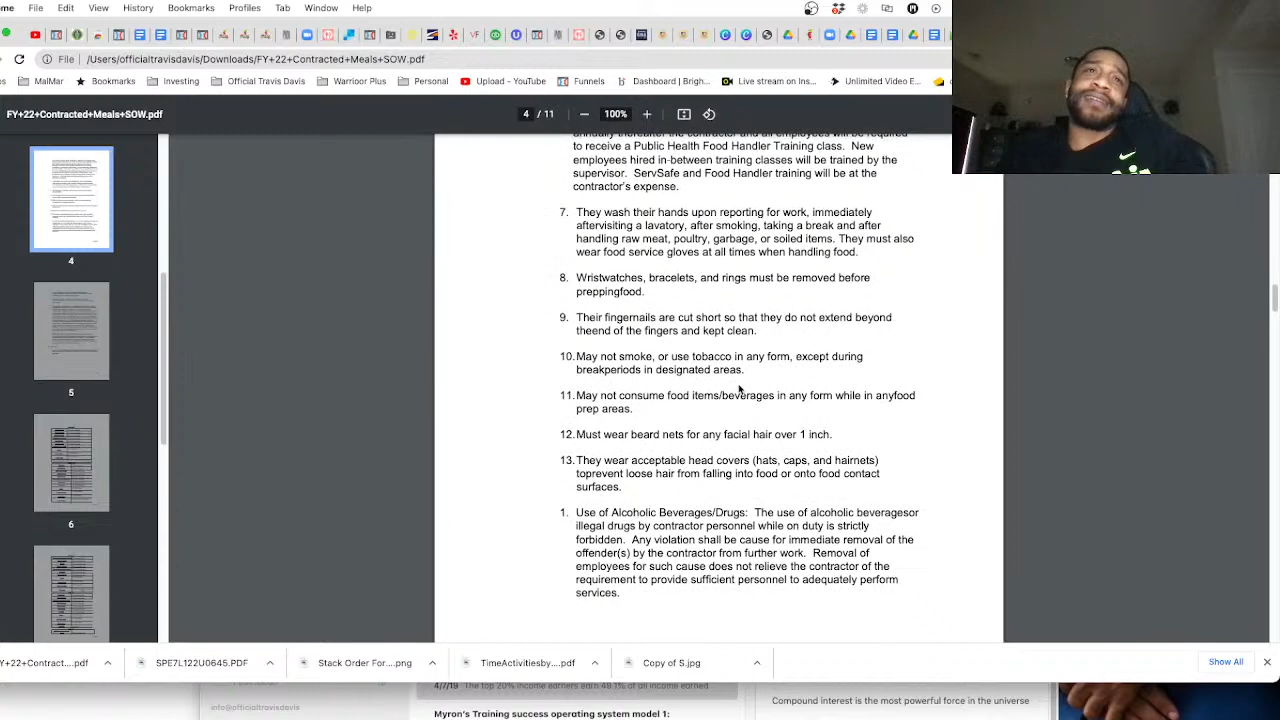 File Edit View History Bookmarks Profiles Tab Window Help
File /Users/officialtravisdavis/Downloads/FY+22+Contracted+Meals+SOW.pdf
MalMar Bookmarks Investing Official Travis Davis Warrioor Plus Personal Upload - YouTube Funnels Dashboard | Brigh... Live stream on Ins... Unlimited Video E...
FY+22+Contracted+Meals+SOW.pdf
4 / 11 100%
annually thereafter the contractor and all employees will be required
to receive a Public Health Food Handler Training class. New
employees hired in-between training classes will be trained by the
supervisor. ServSafe and Food Handler training will be at the
contractor's expense.
7. They wash their hands upon reporting for work, immediately
aftervisiting a lavatory, after smoking, taking a break and after
handling raw meat, poultry, garbage, or soiled items. They must also
wear food service gloves at all times when handling food.
8. Wristwatches, bracelets, and rings must be removed before
preppingfood.
9. Their fingernails are cut short so that they do not extend beyond
theend of the fingers and kept clean.
10. May not smoke, or use tobacco in any form, except during
breakperiods in designated areas.
11. May not consume food items/beverages in any form while in anyfood
prep areas.
12. Must wear beard nets for any facial hair over 1 inch.
13. They wear acceptable head covers (hats, caps, and hairnets)
toprevent loose hair from falling into food or onto food contact
surfaces.
1. Use of Alcoholic Beverages/Drugs: The use of alcoholic beveragesor
illegal drugs by contractor personnel while on duty is strictly
forbidden. Any violation shall be cause for immediate removal of the
offender(s) by the contractor from further work. Removal of
employees for such cause does not relieve the contractor of the
requirement to provide sufficient personnel to adequately perform
services.
4
5
6
Y+22+Contract....pdf SPE7L122U0645.PDF Stack Order For....png TimeActivitiesby....pdf Copy of S.jpg Show All
4/7/19 The top 20% income earners earn 48.1% of all income earned.
info@officialtravisdavis
Myron's Training success operating system model 1:
Compound interest is the most powerful force in the universe